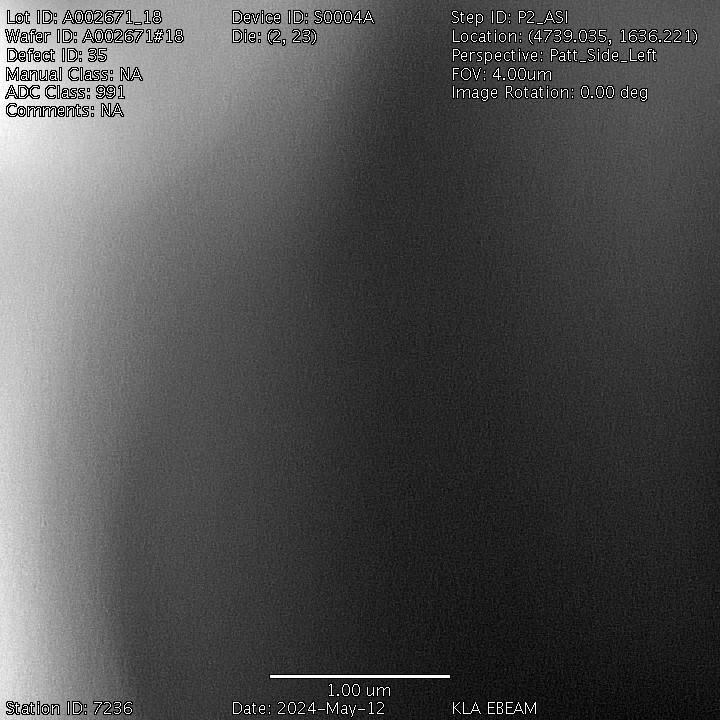 Lot ID: A002671_18
Wafer ID: A002671#18
Defect ID: 35
Manual Class: NA
ADC Class: 991
Comments: NA
Device ID: S0004A
Die: (2, 23)
Step ID: P2_ASI
Location: (4739.035, 1636.221)
Perspective: Patt_Side_Left
FOV: 4.00um
Image Rotation: 0.00 deg
1.00 um
Station ID: 7236
Date: 2024-May-12
KLA EBEAM